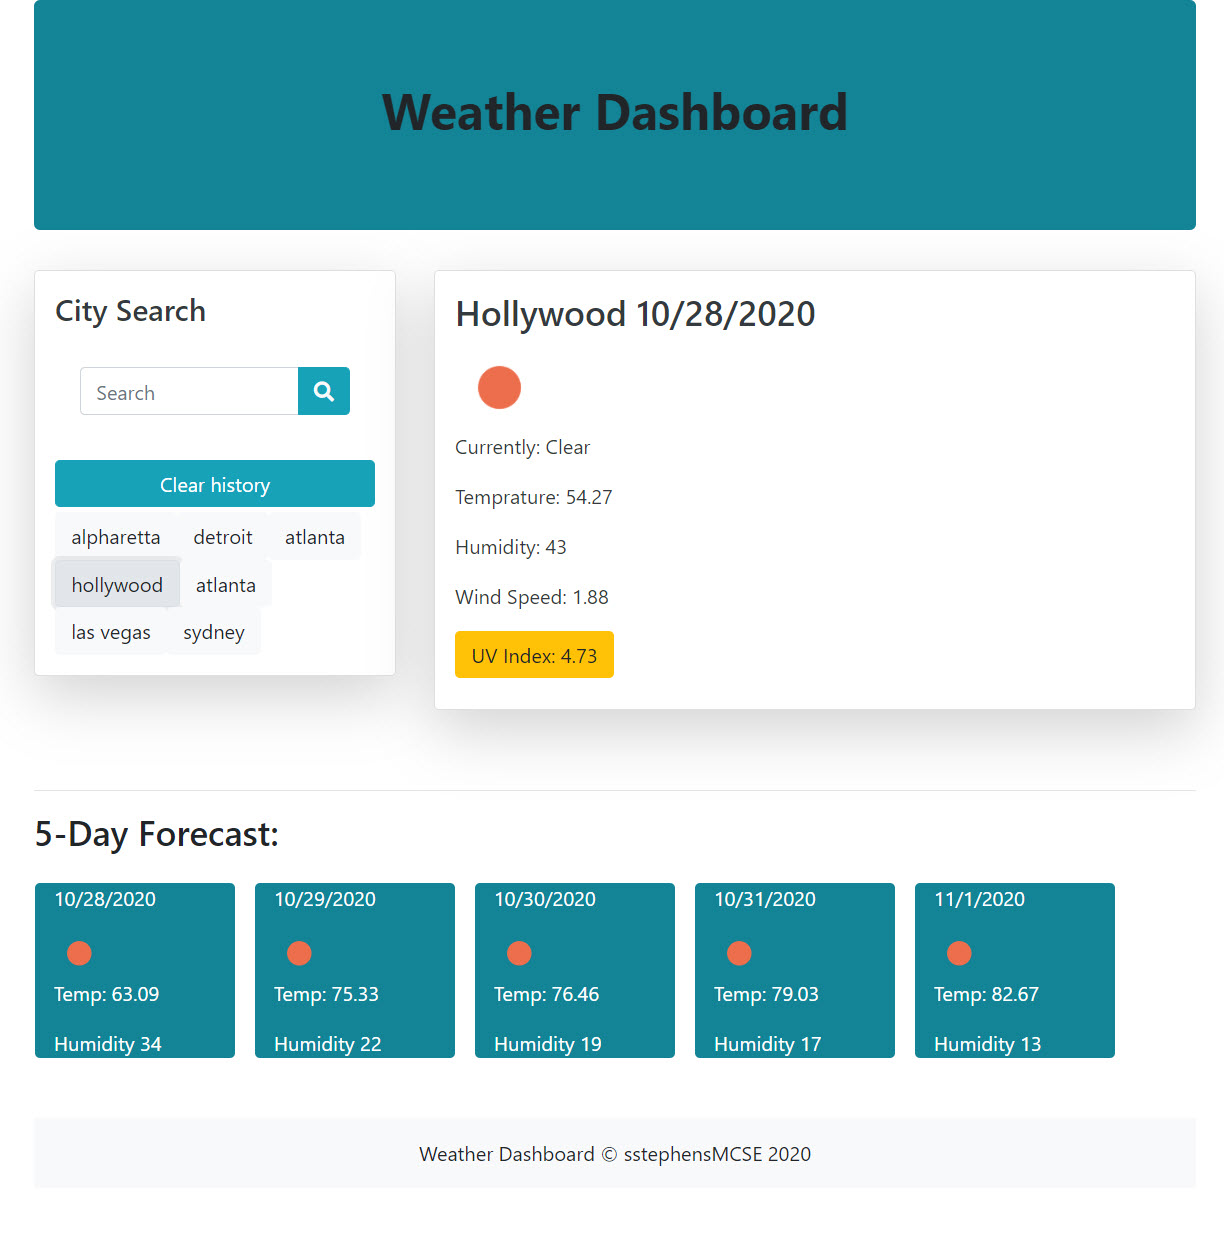 Weather Dashboard
City Search
Search
Clear history
alpharetta detroit atlanta
hollywood atlanta
las vegas sydney
Hollywood 10/28/2020
Currently: Clear
Temprature: 54.27
Humidity: 43
Wind Speed: 1.88
UV Index: 4.73
5-Day Forecast:
10/28/2020
Temp: 63.09
Humidity 34
10/29/2020
Temp: 75.33
Humidity 22
10/30/2020
Temp: 76.46
Humidity 19
10/31/2020
Temp: 79.03
Humidity 17
11/1/2020
Temp: 82.67
Humidity 13
Weather Dashboard © sstephensMCSE 2020